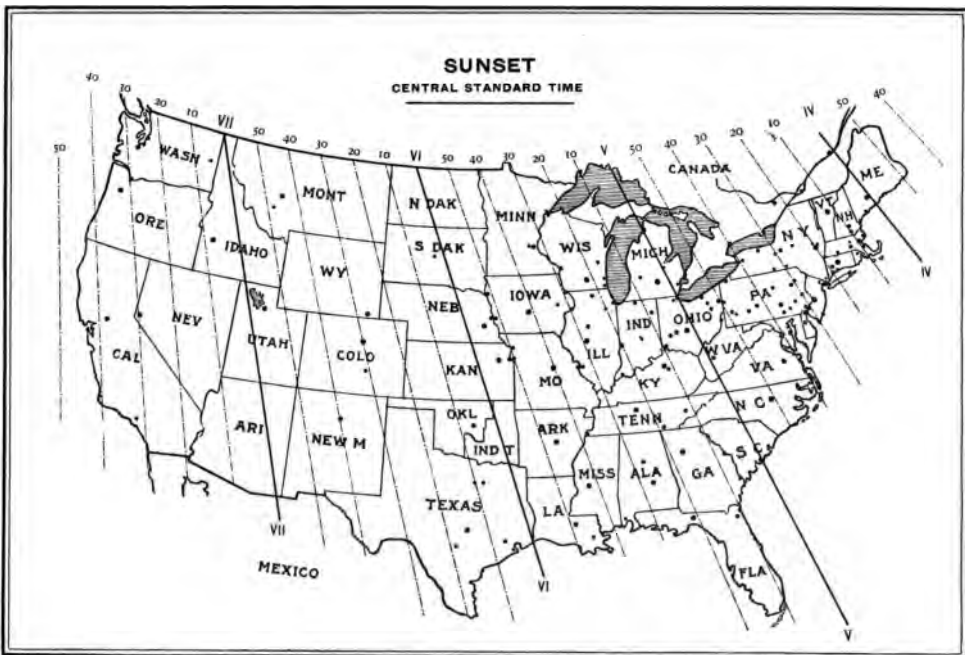 SUNSET
CENTRAL STANDARD TIME
40 30 20 10 VII 50 40 30 20 10 VI 50 40 30 20 10 V 50 40 30 20 10 IV 50 40
50
WASH
MONT
N DAK
MINN
CANADA
ME
VT
NH
ORE
IDAHO
S DAK
WIS
MICH
N Y
IV
WY
IOWA
PA
NEV
NEB
OHIO
IND
UTAH
COLO
ILL
W VA
CAL
KAN
MO
VA
KY
OKL
N C
TENN
ARI
NEW M
IND T
ARK
S C
MISS
ALA
GA
TEXAS
LA
VII
MEXICO
FLA
VI
V